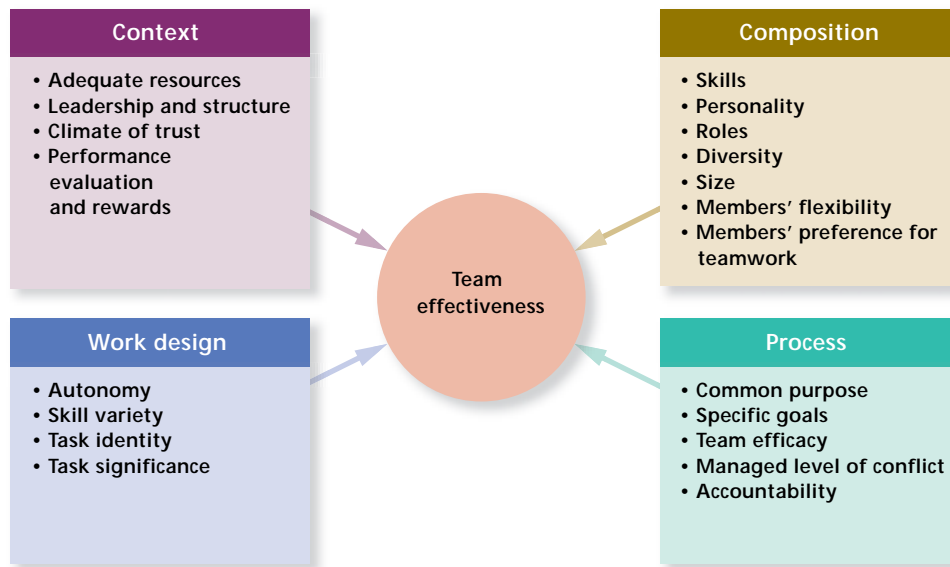 Context
• Adequate resources
• Leadership and structure
• Climate of trust
• Performance
evaluation
and rewards
Composition
• Skills
• Personality
• Roles
• Diversity
• Size
• Members’ flexibility
• Members’ preference for
teamwork
Team
effectiveness
Work design
• Autonomy
• Skill variety
• Task identity
• Task significance
Process
• Common purpose
• Specific goals
• Team efficacy
• Managed level of conflict
• Accountability